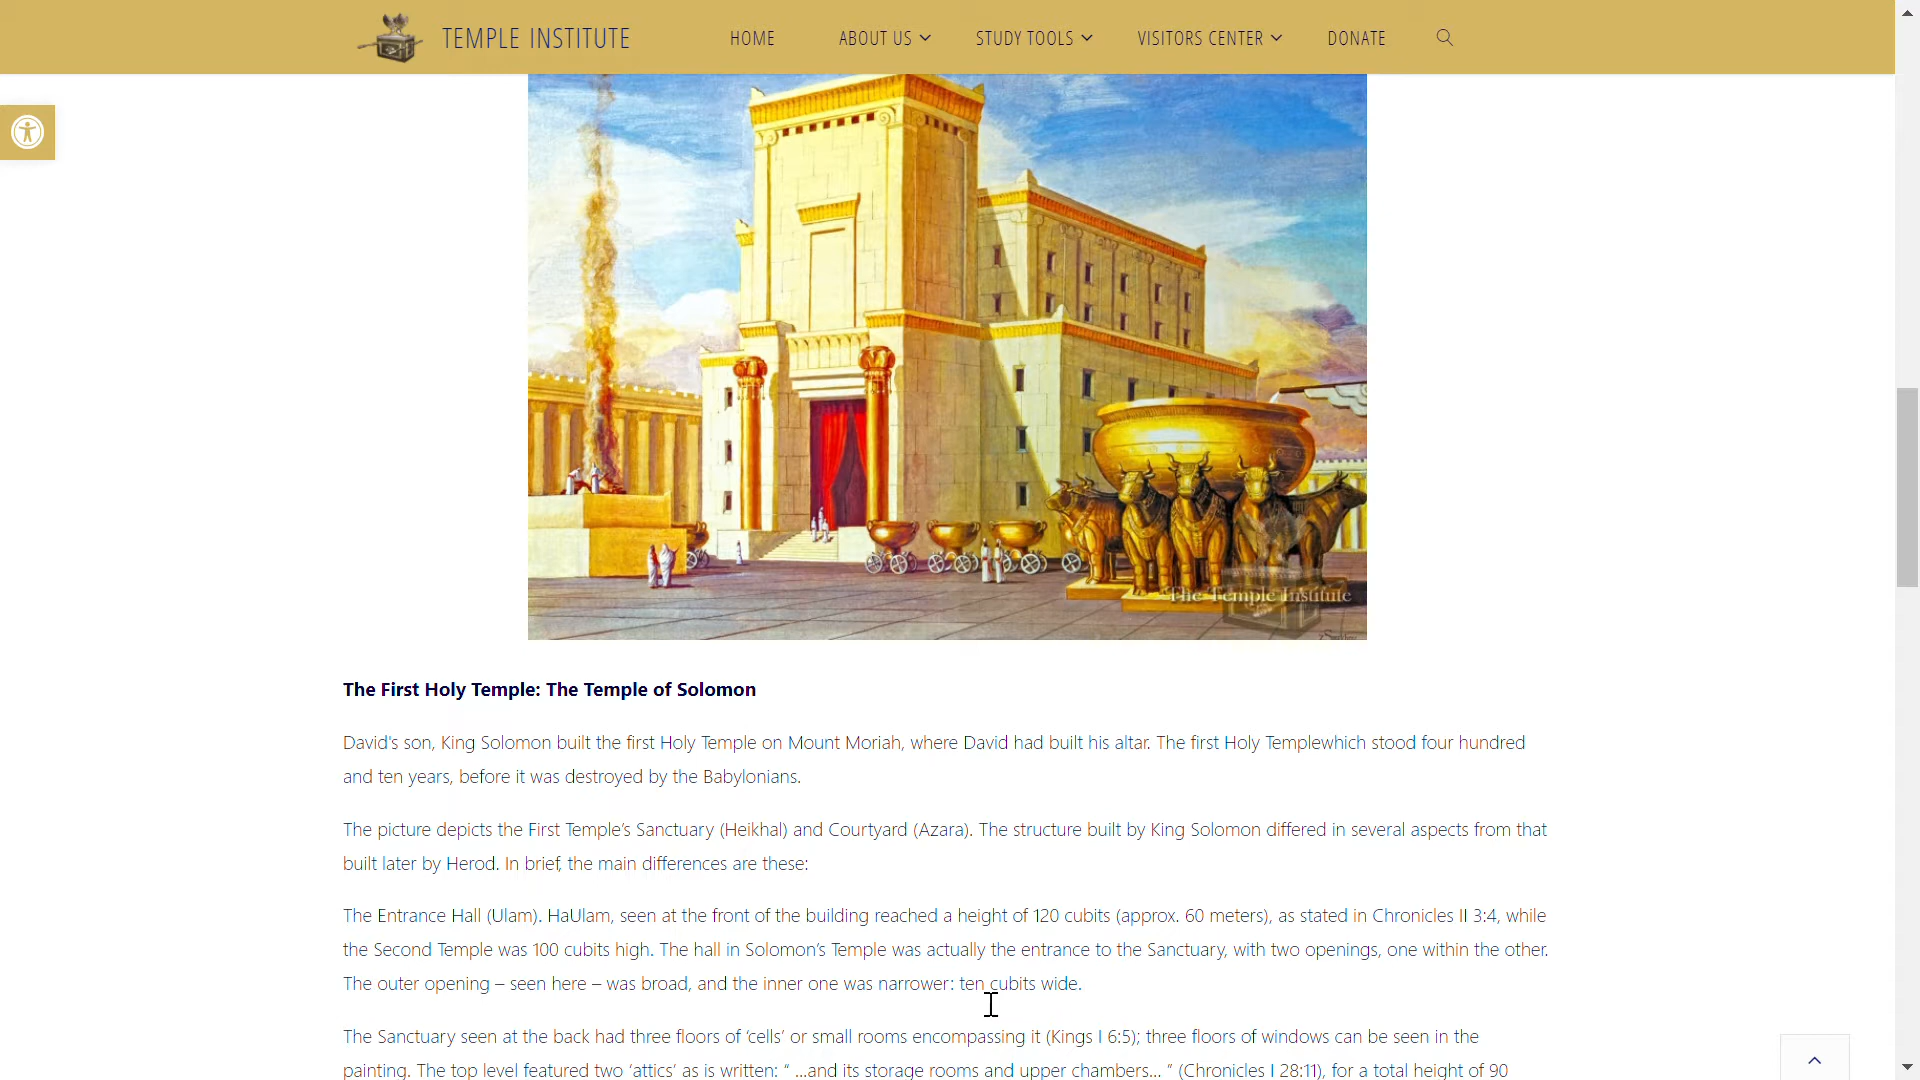 TEMPLE INSTITUTE
HOME
ABOUT US
STUDY TOOLS
VISITORS CENTER
DONATE
The Temple Institute
The First Holy Temple: The Temple of Solomon
David's son, King Solomon built the first Holy Temple on Mount Moriah, where David had built his altar. The first Holy Templewhich stood four hundred
and ten years, before it was destroyed by the Babylonians.
The picture depicts the First Temple’s Sanctuary (Heikhal) and Courtyard (Azara). The structure built by King Solomon differed in several aspects from that
built later by Herod. In brief, the main differences are these:
The Entrance Hall (Ulam). HaUlam, seen at the front of the building reached a height of 120 cubits (approx. 60 meters), as stated in Chronicles II 3:4, while
the Second Temple was 100 cubits high. The hall in Solomon’s Temple was actually the entrance to the Sanctuary, with two openings, one within the other.
The outer opening – seen here – was broad, and the inner one was narrower: ten cubits wide.
The Sanctuary seen at the back had three floors of ‘cells’ or small rooms encompassing it (Kings I 6:5); three floors of windows can be seen in the
painting. The top level featured two ‘attics’ as is written: “ …and its storage rooms and upper chambers… ” (Chronicles I 28:11), for a total height of 90